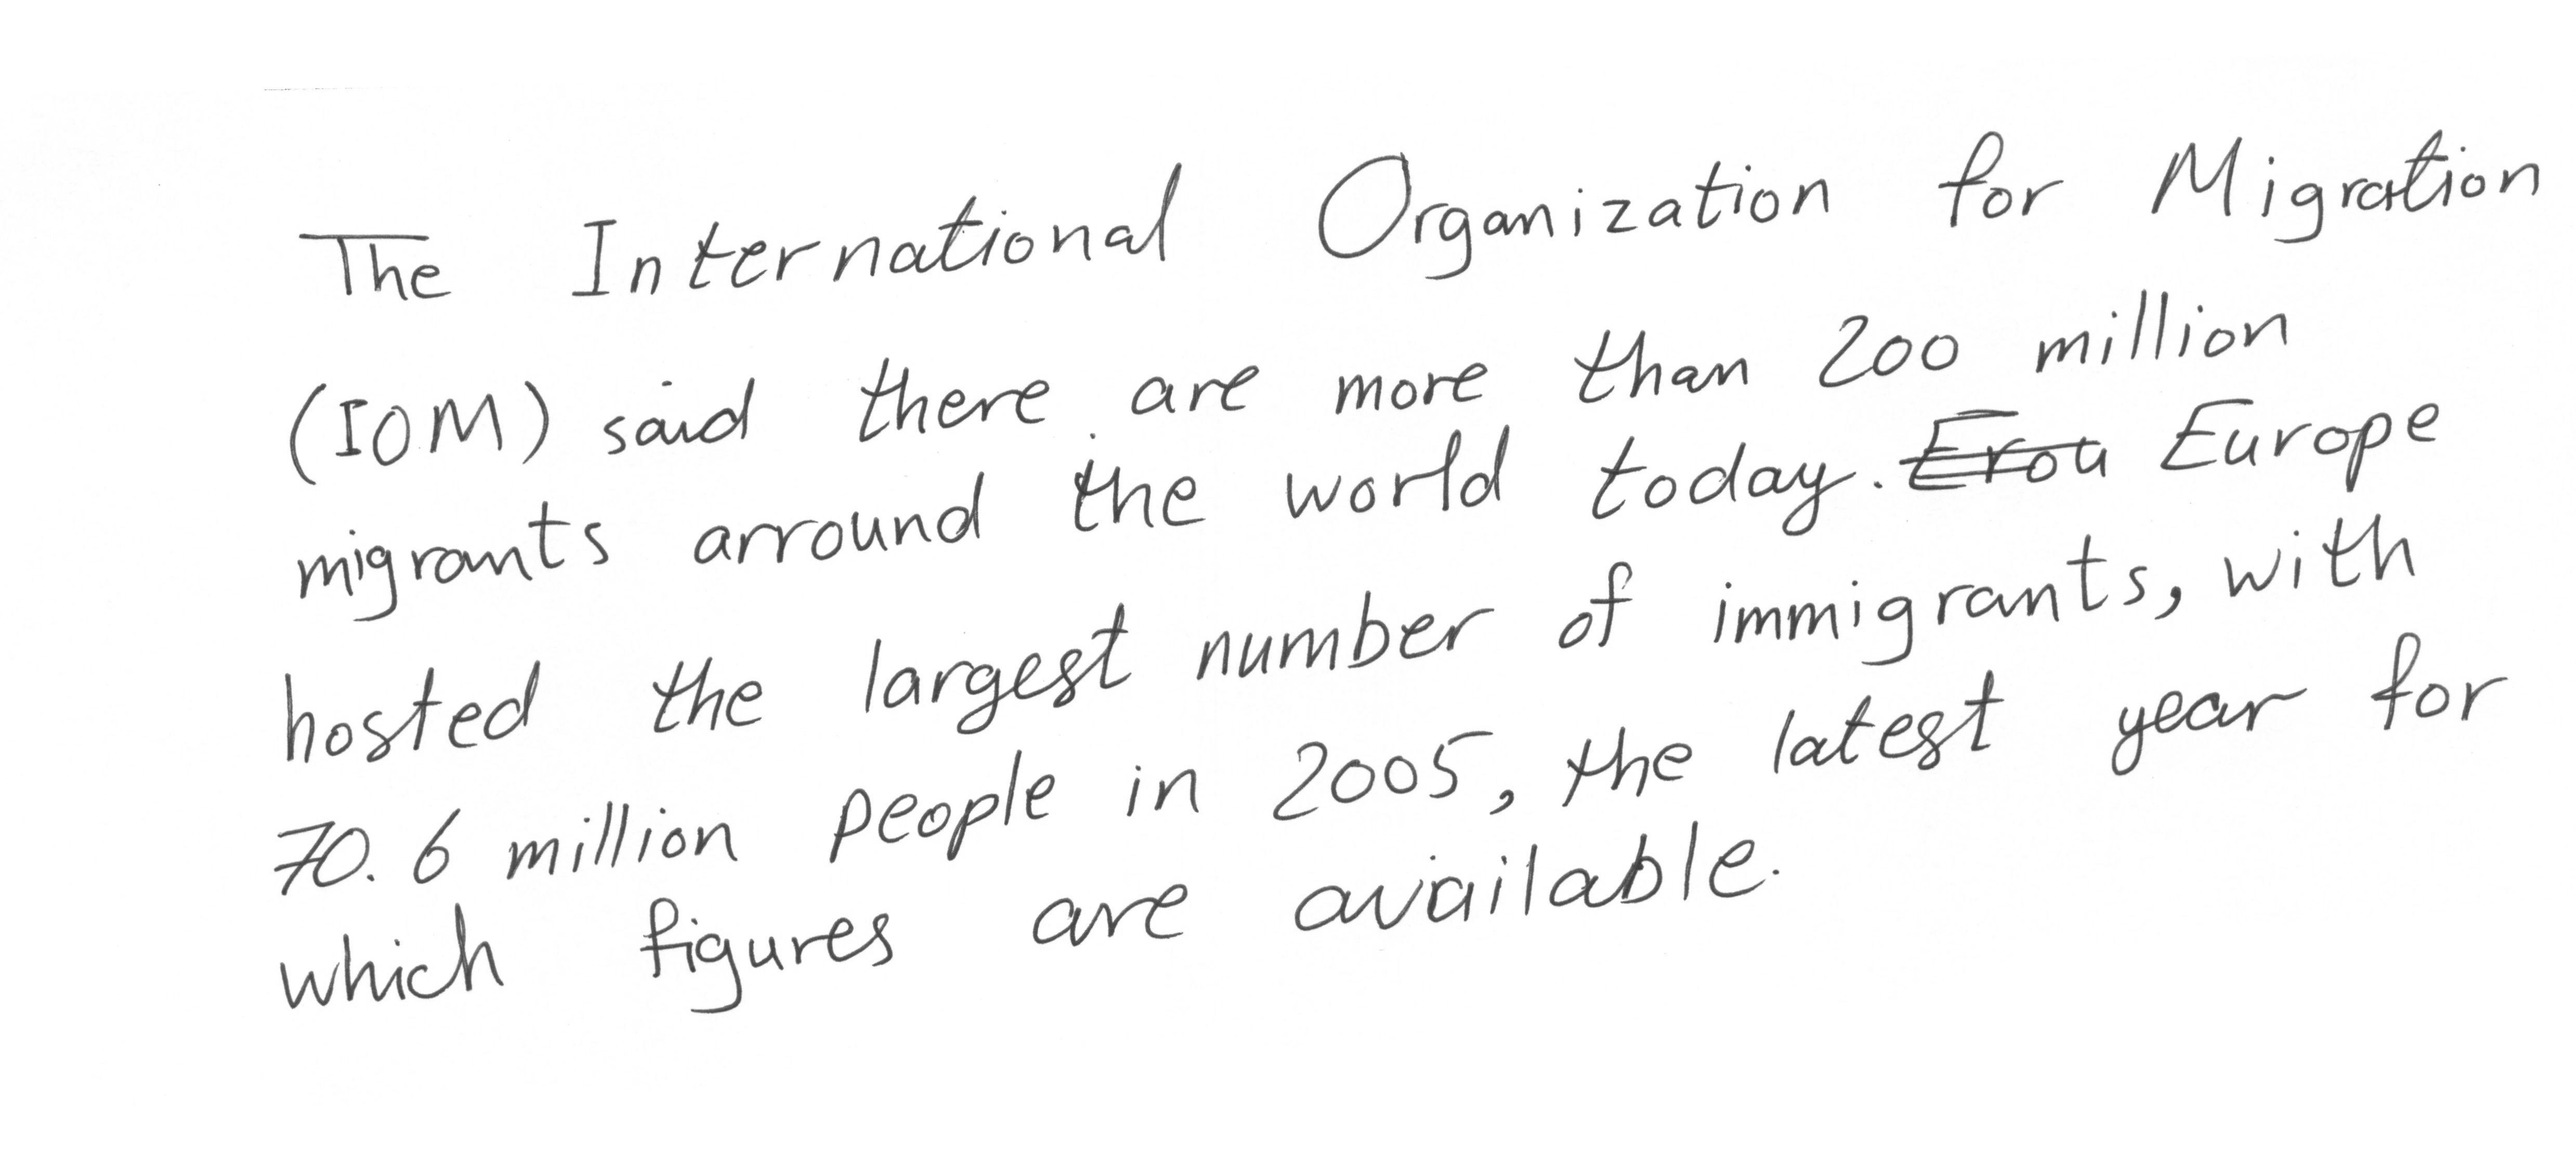 The International Organization for Migration
(IOM) said there are more than 200 million
migrants arround the world today. Erou Europe
hosted the largest number of immigrants, with
70.6 million people in 2005, the latest year for
which figures are available.